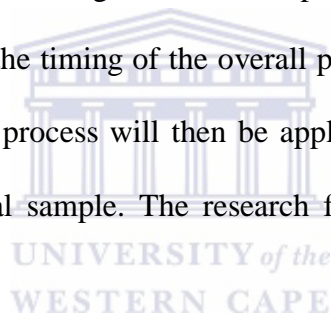 he timing of the overall p
process will then be appl
al sample. The research f
UNIVERSITY of the
WESTERN CAPE